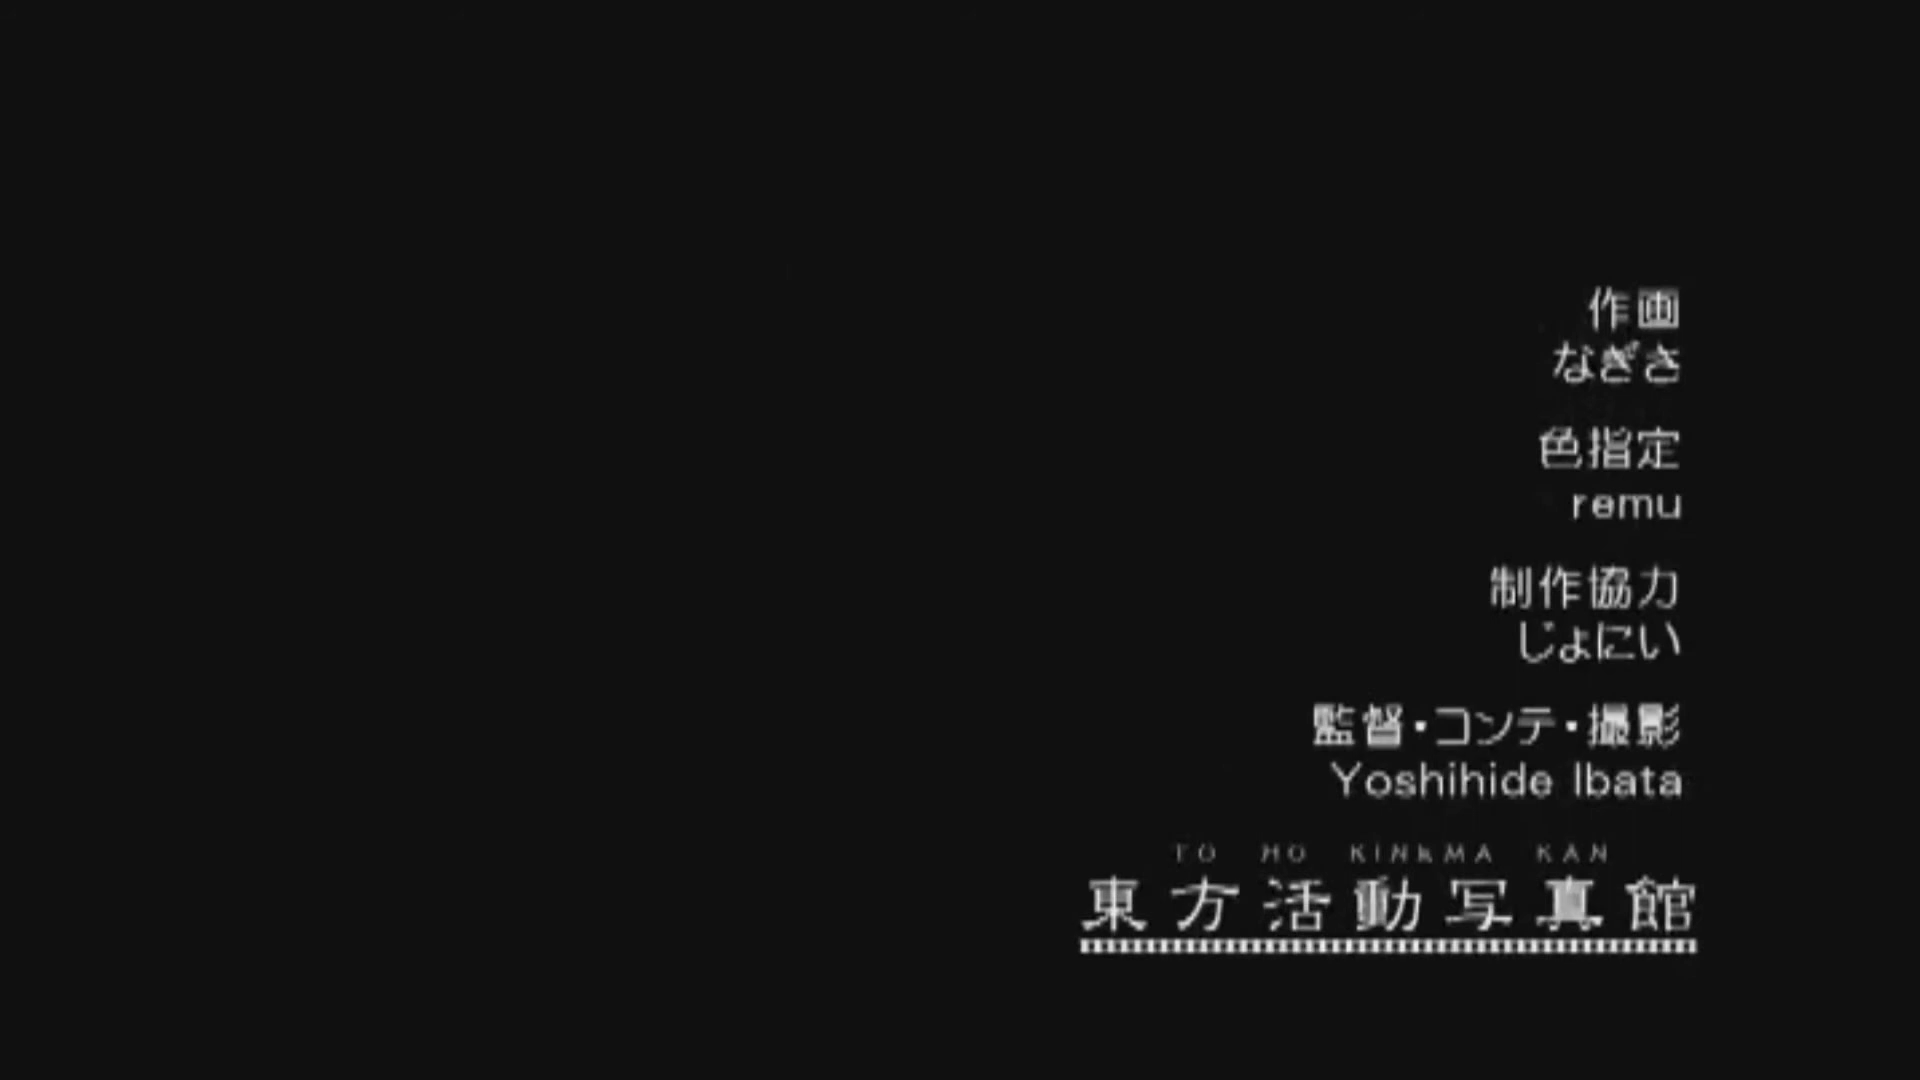 作画
なぎさ
色指定
remu
制作協力
じょにい
監督・コンテ・撮影
Yoshihide Ibata
TO HO KINEMA KAN
東方活動写真館